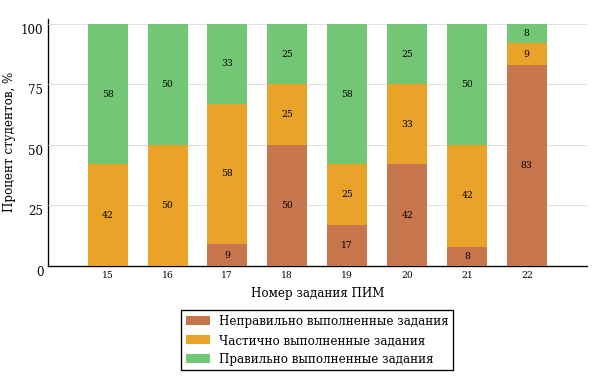 Процент студентов, %
100
75
50
25
0
58 50 33 25 58 25 50 8
42 50 58 25 25 33 42 9
9 50 17 42 8 83
15 16 17 18 19 20 21 22
Номер задания ПИМ
Неправильно выполненные задания
Частично выполненные задания
Правильно выполненные задания